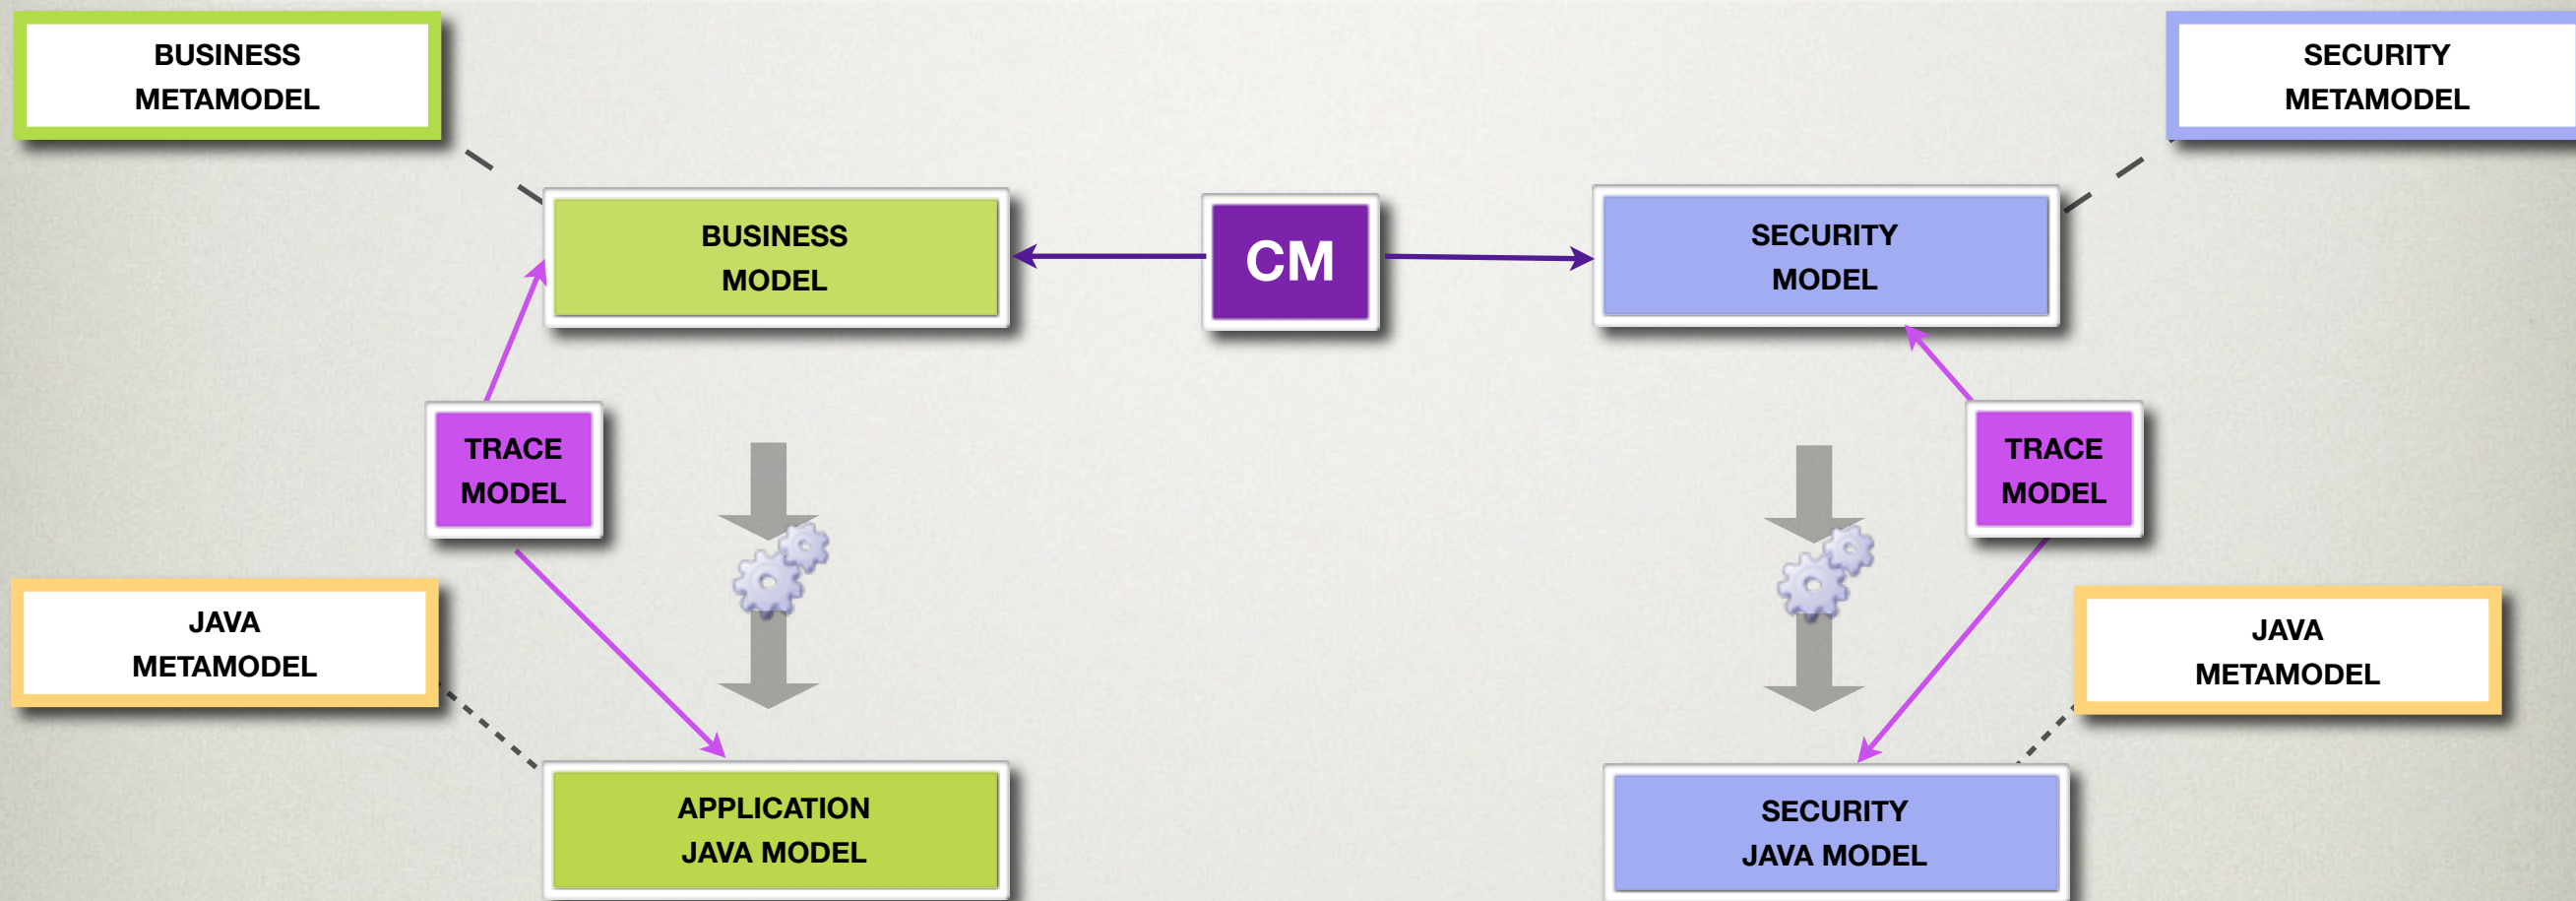 BUSINESS
METAMODEL
SECURITY
METAMODEL
BUSINESS
MODEL
CM
SECURITY
MODEL
TRACE
MODEL
TRACE
MODEL
JAVA
METAMODEL
JAVA
METAMODEL
APPLICATION
JAVA MODEL
SECURITY
JAVA MODEL